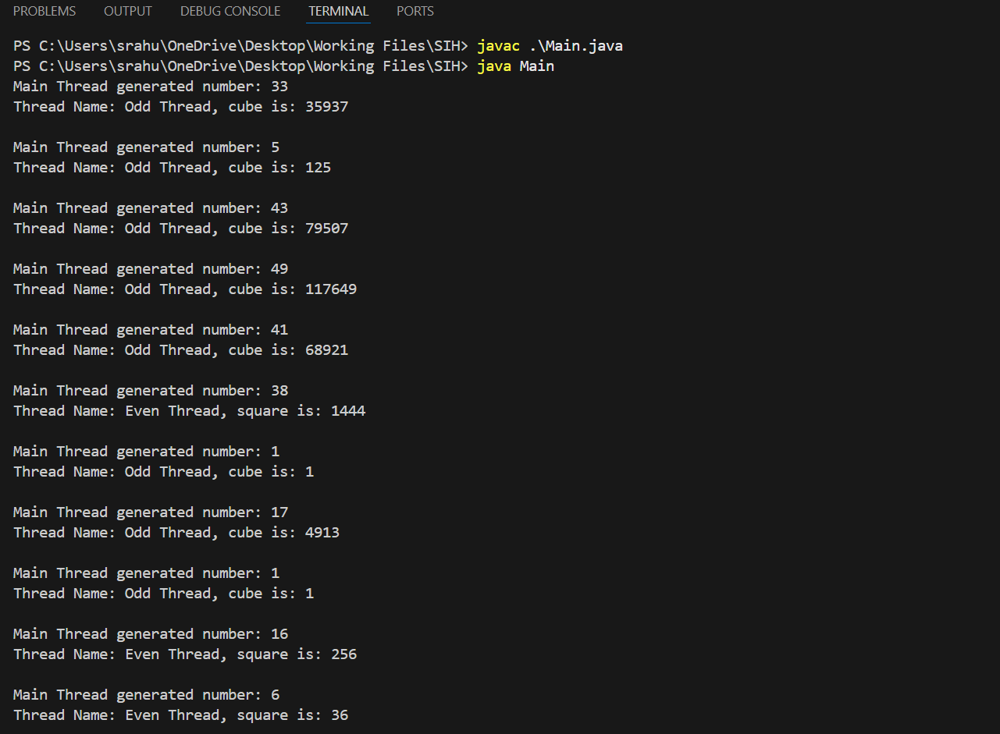 PROBLEMS OUTPUT DEBUG CONSOLE TERMINAL PORTS
PS C:\Users\srahu\OneDrive\Desktop\Working Files\SIH> javac .\Main.java
PS C:\Users\srahu\OneDrive\Desktop\Working Files\SIH> java Main
Main Thread generated number: 33
Thread Name: Odd Thread, cube is: 35937
Main Thread generated number: 5
Thread Name: Odd Thread, cube is: 125
Main Thread generated number: 43
Thread Name: Odd Thread, cube is: 79507
Main Thread generated number: 49
Thread Name: Odd Thread, cube is: 117649
Main Thread generated number: 41
Thread Name: Odd Thread, cube is: 68921
Main Thread generated number: 38
Thread Name: Even Thread, square is: 1444
Main Thread generated number: 1
Thread Name: Odd Thread, cube is: 1
Main Thread generated number: 17
Thread Name: Odd Thread, cube is: 4913
Main Thread generated number: 1
Thread Name: Odd Thread, cube is: 1
Main Thread generated number: 16
Thread Name: Even Thread, square is: 256
Main Thread generated number: 6
Thread Name: Even Thread, square is: 36